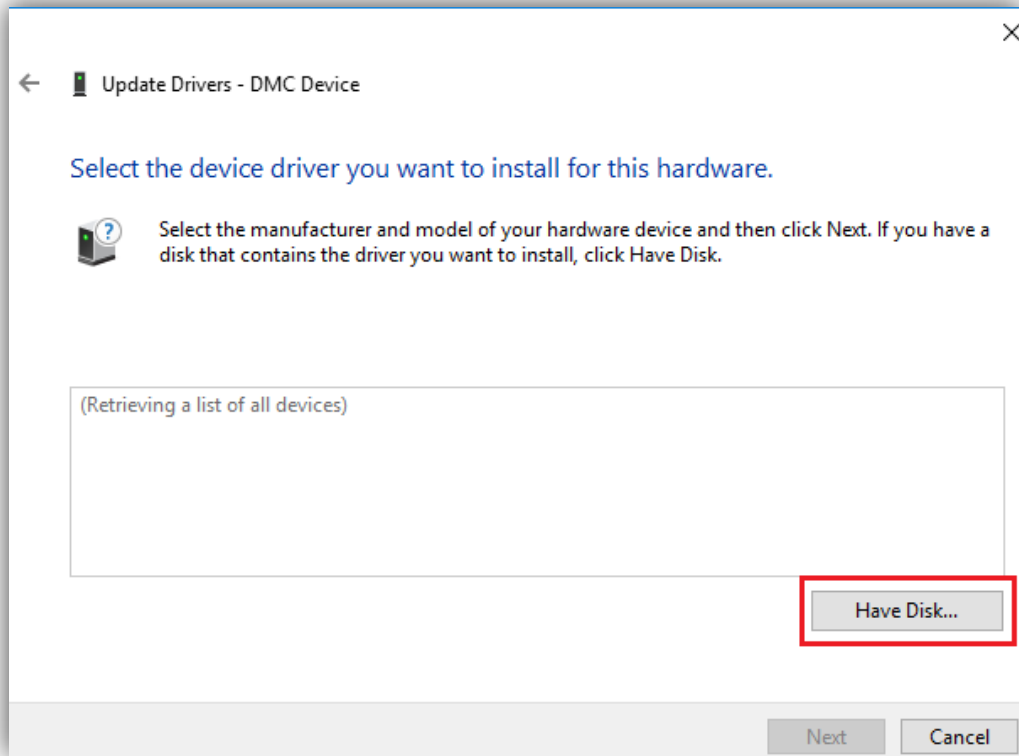 Update Drivers - DMC Device
Select the device driver you want to install for this hardware.
Select the manufacturer and model of your hardware device and then click Next. If you have a
disk that contains the driver you want to install, click Have Disk.
(Retrieving a list of all devices)
Have Disk...
Next
Cancel